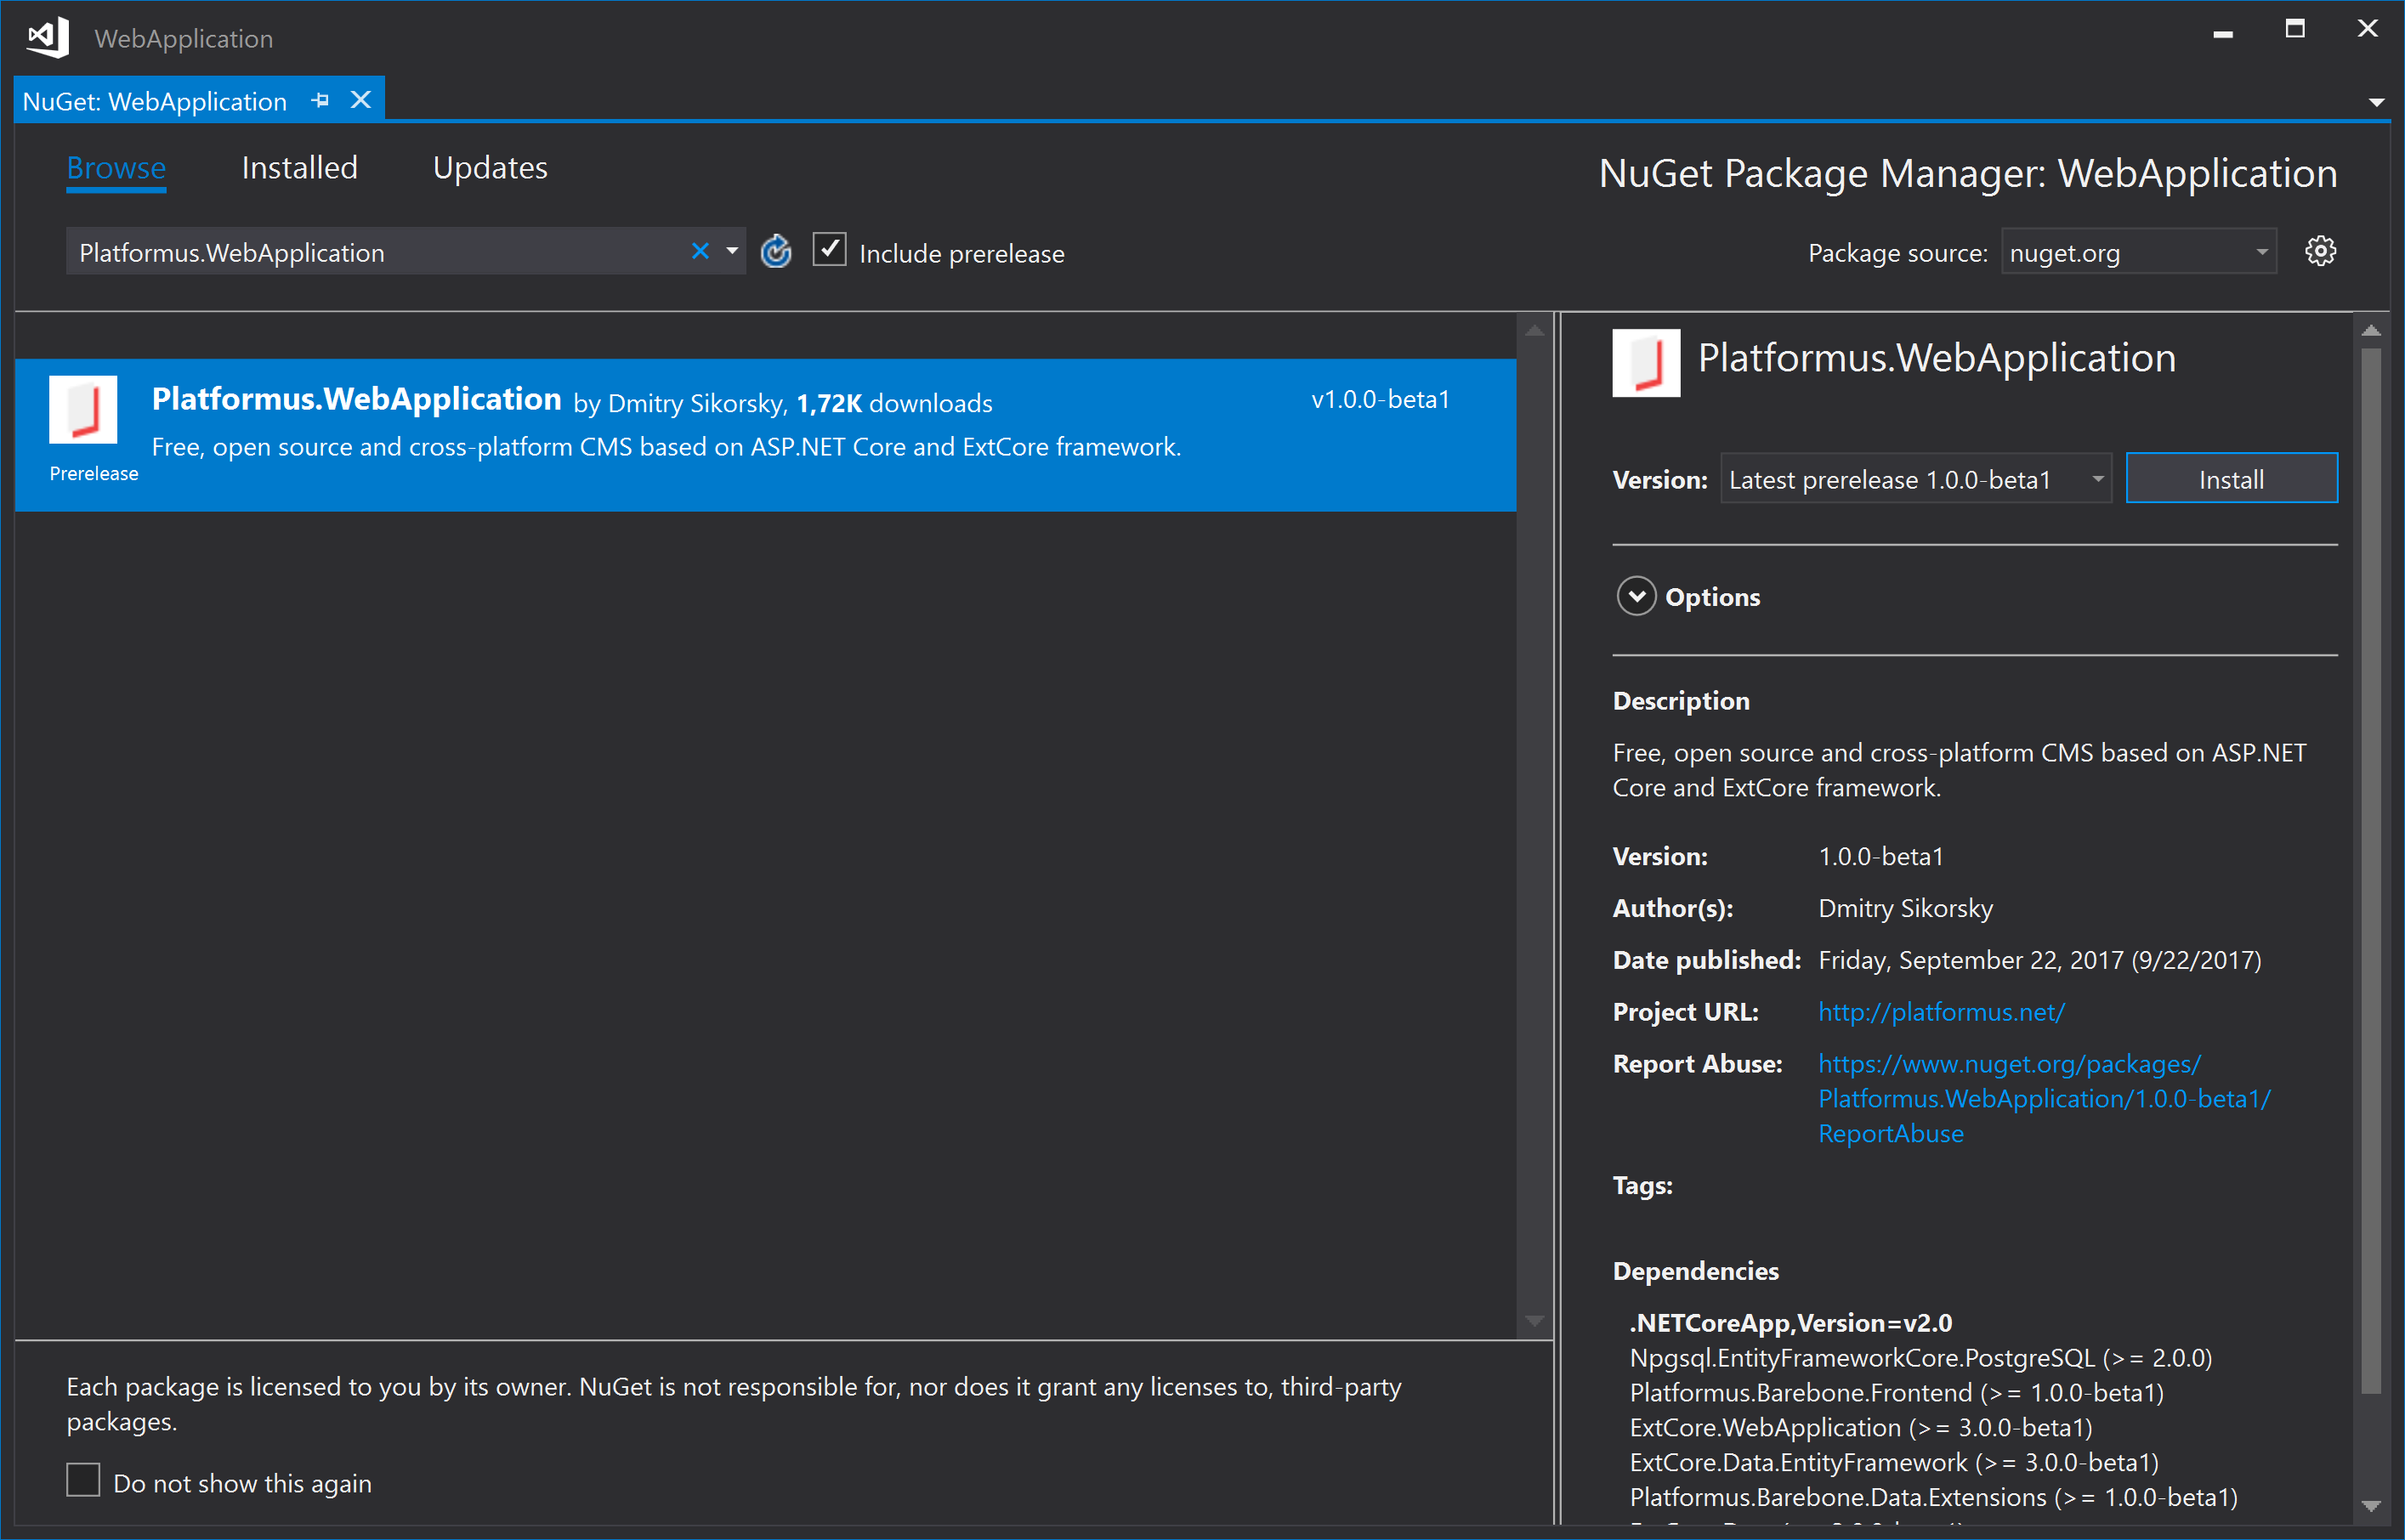 WebApplication
NuGet: WebApplication
Browse Installed Updates
NuGet Package Manager: WebApplication
Platformus.WebApplication
Include prerelease
Package source: nuget.org
Platformus.WebApplication by Dmitry Sikorsky, 1,72K downloads v1.0.0-beta1
Free, open source and cross-platform CMS based on ASP.NET Core and ExtCore framework.
Prerelease
Each package is licensed to you by its owner. NuGet is not responsible for, nor does it grant any licenses to, third-party
packages.
Do not show this again
Platformus.WebApplication
Version: Latest prerelease 1.0.0-beta1 Install
Options
Description
Free, open source and cross-platform CMS based on ASP.NET
Core and ExtCore framework.
Version: 1.0.0-beta1
Author(s): Dmitry Sikorsky
Date published: Friday, September 22, 2017 (9/22/2017)
Project URL: http://platformus.net/
Report Abuse: https://www.nuget.org/packages/
Platformus.WebApplication/1.0.0-beta1/
ReportAbuse
Tags:
Dependencies
.NETCoreApp,Version=v2.0
Npgsql.EntityFrameworkCore.PostgreSQL (>= 2.0.0)
Platformus.Barebone.Frontend (>= 1.0.0-beta1)
ExtCore.WebApplication (>= 3.0.0-beta1)
ExtCore.Data.EntityFramework (>= 3.0.0-beta1)
Platformus.Barebone.Data.Extensions (>= 1.0.0-beta1)